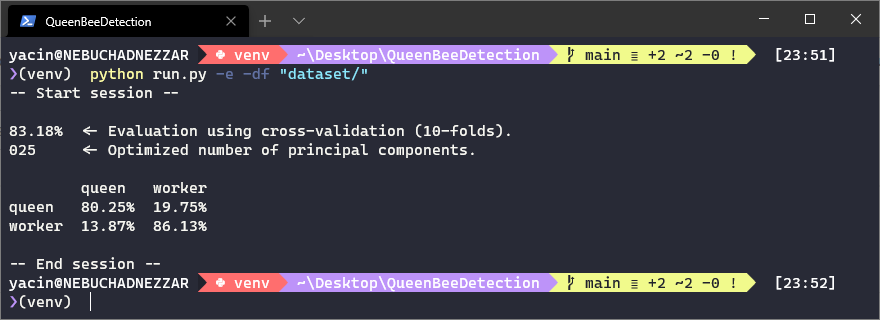 QueenBeeDetection
yacin@NEBUCHADNEZZAR venv ~\Desktop\QueenBeeDetection main ≡ +2 ~2 -0 ! [23:51]
❯(venv) python run.py -e -df "dataset/"
-- Start session --
83.18% <- Evaluation using cross-validation (10-folds).
025 <- Optimized number of principal components.
queen worker
queen 80.25% 19.75%
worker 13.87% 86.13%
-- End session --
yacin@NEBUCHADNEZZAR venv ~\Desktop\QueenBeeDetection main ≡ +2 ~2 -0 ! [23:52]
❯(venv)